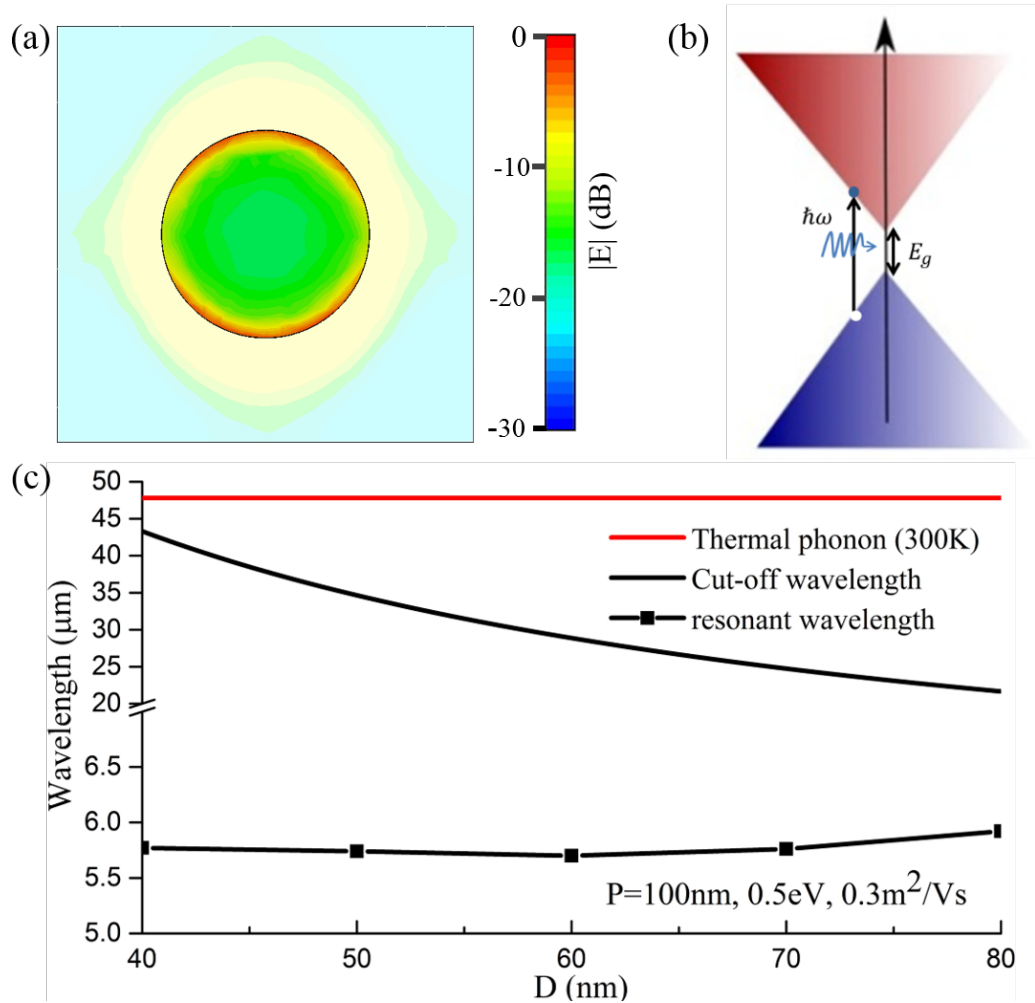 (a)
0
-10
-20
-30
|E| (dB)
(b)
ħω
E_g
(c)
50
45
40
35
30
25
20
6.5
6.0
5.5
5.0
Wavelength (μm)
Thermal phonon (300K)
Cut-off wavelength
resonant wavelength
P=100nm, 0.5eV, 0.3m²/Vs
40 50 60 70 80
D (nm)